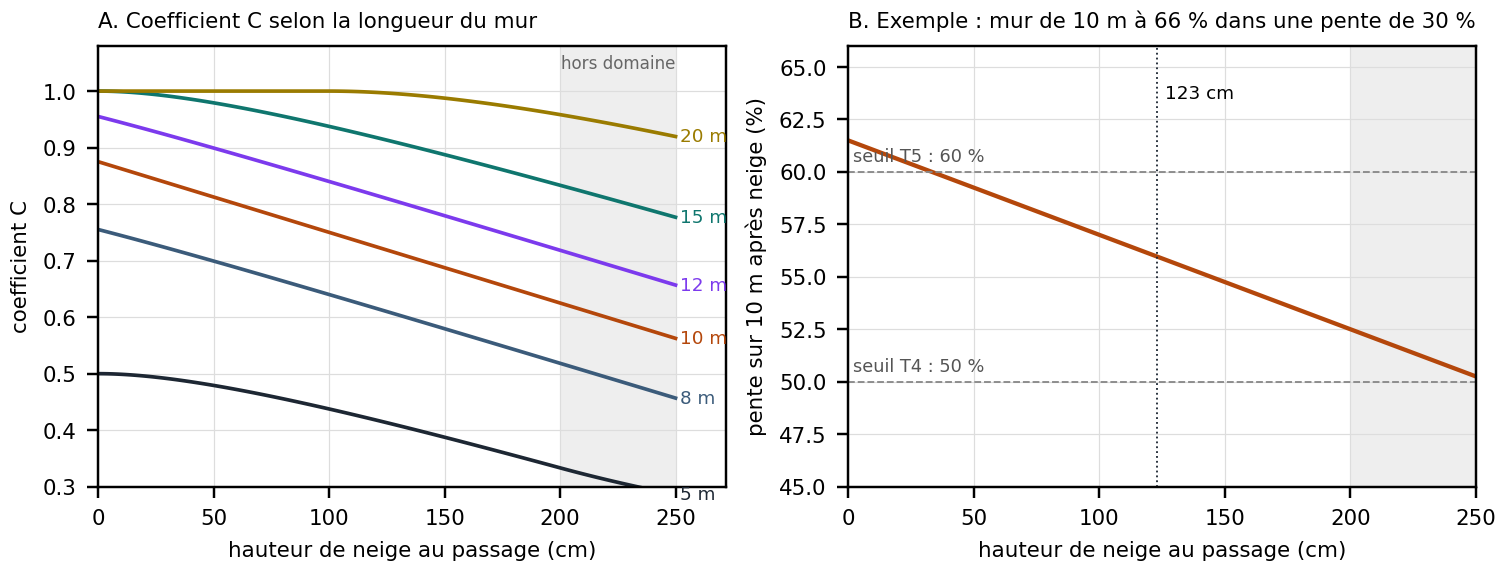 A. Coefficient C selon la longueur du mur
hors domaine
1.0
0.9
0.8
0.7
0.6
0.5
0.4
0.3
coefficient C
20 m
15 m
12 m
10 m
8 m
5 m
0 50 100 150 200 250
hauteur de neige au passage (cm)
B. Exemple : mur de 10 m à 66 % dans une pente de 30 %
65.0
62.5
60.0
57.5
55.0
52.5
50.0
47.5
45.0
pente sur 10 m après neige (%)
123 cm
seuil T5 : 60 %
seuil T4 : 50 %
0 50 100 150 200 250
hauteur de neige au passage (cm)